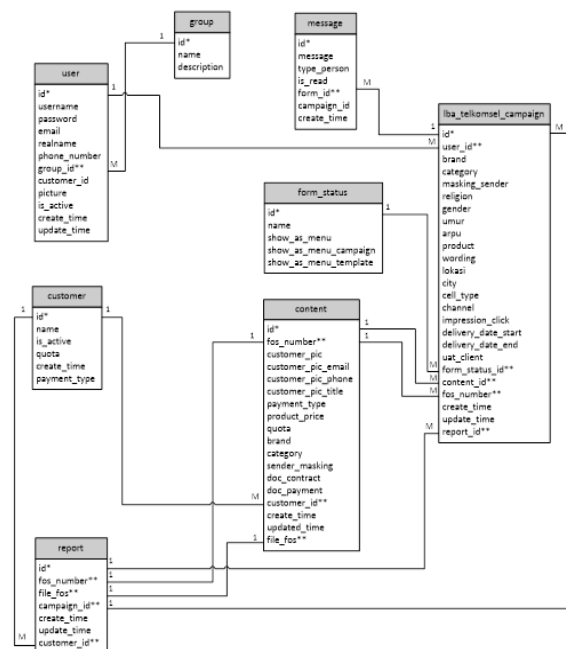 group
id*
name
description
message
id*
message
type_person
is_read
form_id**
campaign_id
create_time
user
id*
username
password
email
realname
phone_number
group_id**
customer_id
picture
is_active
create_time
update_time
lba_telkomsel_campaign
id*
user_id**
brand
category
masking_sender
religion
gender
umur
arpu
product
wording
lokasi
city
cell_type
channel
impression_click
delivery_date_start
delivery_date_end
uat_client
form_status_id**
content_id**
fos_number**
create_time
update_time
report_id**
form_status
id*
name
show_as_menu
show_as_menu_campaign
show_as_menu_template
customer
id*
name
is_active
quota
create_time
payment_type
content
id*
fos_number**
customer_pic
customer_pic_email
customer_pic_phone
customer_pic_title
payment_type
product_price
quota
brand
category
sender_masking
doc_contract
doc_payment
customer_id**
create_time
updated_time
file_fos**
report
id*
fos_number**
file_fos**
campaign_id**
create_time
update_time
customer_id**
1
1
M
M
1
M
M
1
1
1
1
1
1
M
M
M
M
M
1
1
1
1
1
M